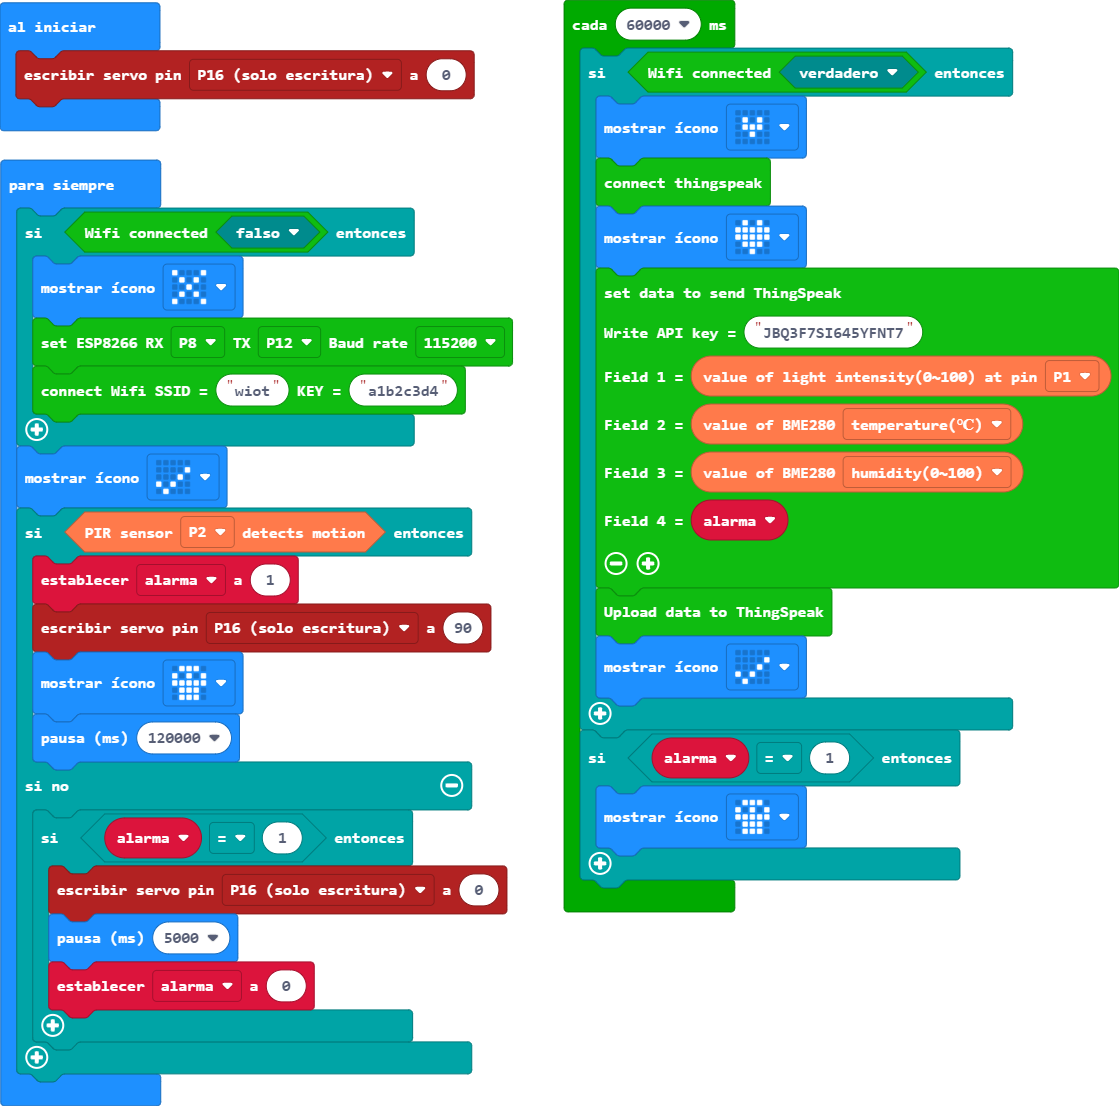 al iniciar
escribir servo pin P16 (solo escritura) a 0
para siempre
si Wifi connected falso entonces
mostrar ícono
set ESP8266 RX P8 TX P12 Baud rate 115200
connect Wifi SSID = "wiot" KEY = "a1b2c3d4"
mostrar ícono
si PIR sensor P2 detects motion entonces
establecer alarma a 1
escribir servo pin P16 (solo escritura) a 90
mostrar ícono
pausa (ms) 120000
si no
si alarma = 1 entonces
escribir servo pin P16 (solo escritura) a 0
pausa (ms) 5000
establecer alarma a 0
cada 60000 ms
si Wifi connected verdadero entonces
mostrar ícono
connect thingspeak
mostrar ícono
set data to send ThingSpeak
Write API key = "JBQ3F7SI645YFNT7"
Field 1 = value of light intensity(0~100) at pin P1
Field 2 = value of BME280 temperature(℃)
Field 3 = value of BME280 humidity(0~100)
Field 4 = alarma
Upload data to ThingSpeak
mostrar ícono
si alarma = 1 entonces
mostrar ícono